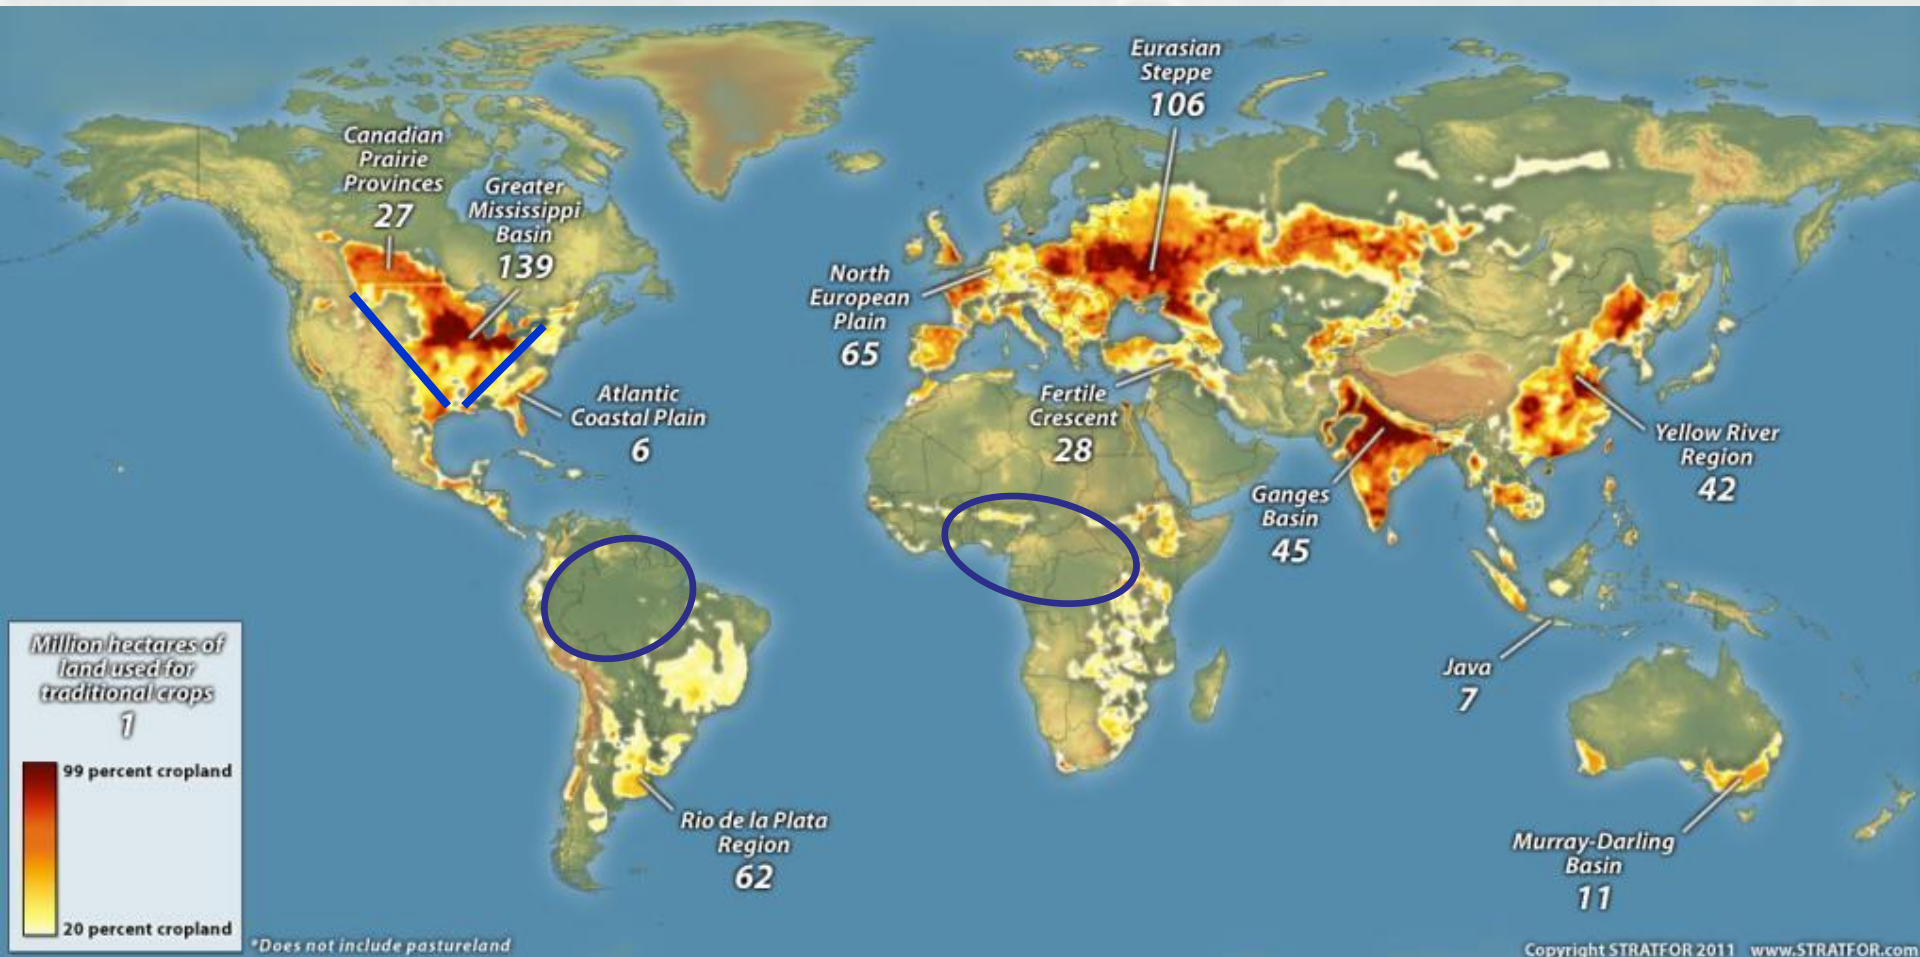 Eurasian
Steppe
106
Canadian
Prairie
Provinces
27
Greater
Mississippi
Basin
139
North
European
Plain
65
Atlantic
Coastal Plain
6
Fertile
Crescent
28
Ganges
Basin
45
Yellow River
Region
42
Java
7
Rio de la Plata
Region
62
Murray-Darling
Basin
11
Million hectares of
land used for
traditional crops
1
99 percent cropland
20 percent cropland
*Does not include pastureland
Copyright STRATFOR 2011 www.STRATFOR.com